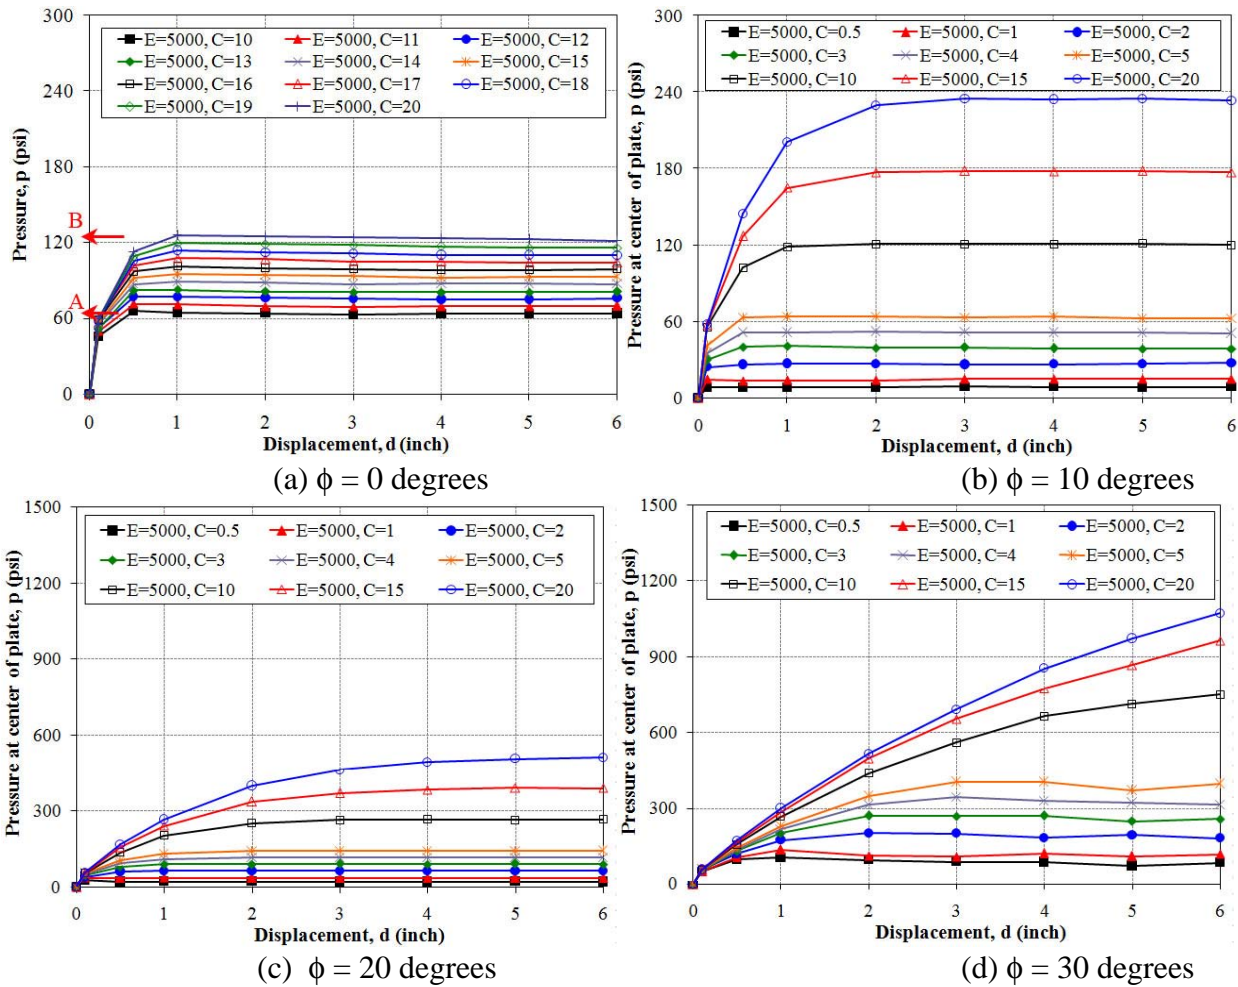 300
240
180
120
60
0
Pressure, p (psi)
E=5000, C=10 E=5000, C=11 E=5000, C=12
E=5000, C=13 E=5000, C=14 E=5000, C=15
E=5000, C=16 E=5000, C=17 E=5000, C=18
E=5000, C=19 E=5000, C=20
B
A
0 1 2 3 4 5 6
Displacement, d (inch)
(a) ϕ = 0 degrees
300
240
180
120
60
0
Pressure at center of plate, p (psi)
E=5000, C=0.5 E=5000, C=1 E=5000, C=2
E=5000, C=3 E=5000, C=4 E=5000, C=5
E=5000, C=10 E=5000, C=15 E=5000, C=20
0 1 2 3 4 5 6
Displacement, d (inch)
(b) ϕ = 10 degrees
1500
1200
900
600
300
0
Pressure at center of plate, p (psi)
E=5000, C=0.5 E=5000, C=1 E=5000, C=2
E=5000, C=3 E=5000, C=4 E=5000, C=5
E=5000, C=10 E=5000, C=15 E=5000, C=20
0 1 2 3 4 5 6
Displacement, d (inch)
(c) ϕ = 20 degrees
1500
1200
900
600
300
0
Pressure at center of plate, p (psi)
E=5000, C=0.5 E=5000, C=1 E=5000, C=2
E=5000, C=3 E=5000, C=4 E=5000, C=5
E=5000, C=10 E=5000, C=15 E=5000, C=20
0 1 2 3 4 5 6
Displacement, d (inch)
(d) ϕ = 30 degrees